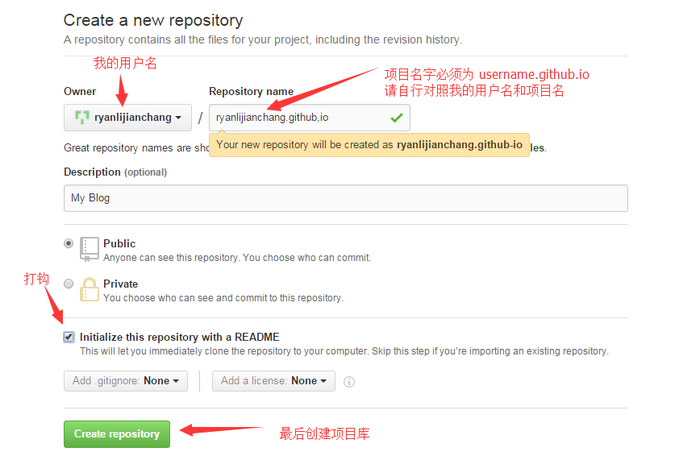 Create a new repository
A repository contains all the files for your project, including the revision history.
我的用户名
项目名字必须为 username.github.io
请自行对照我的用户名和项目名
Owner
Repository name
ryanlijianchang
/
ryanlijianchang.github,io
Your new repository will be created as ryanlijianchang.github-io
Great repository names are sho
les.
Description (optional)
My Blog
Public
Anyone can see this repository. You choose who can commit.
打钩
Private
You choose who can see and commit to this repository.
Initialize this repository with a README
This will let you immediately clone the repository to your computer. Skip this step if you're importing an existing repository.
Add .gitignore: None
Add a license: None
Create repository
最后创建项目库